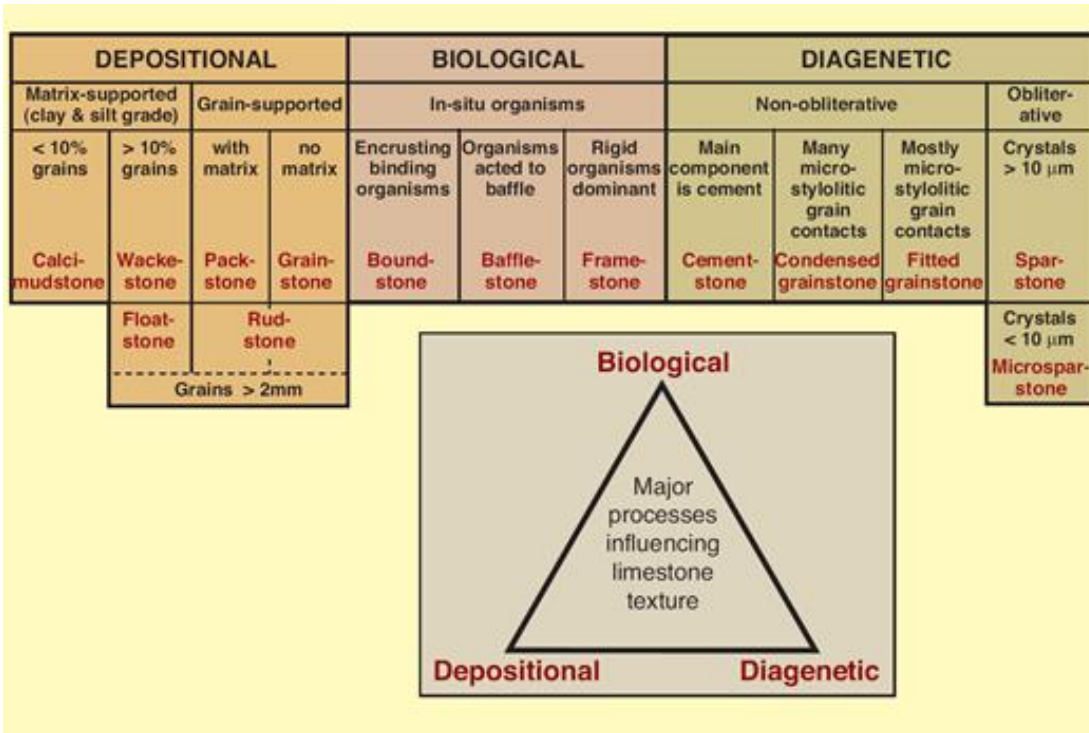 DEPOSITIONAL
BIOLOGICAL
DIAGENETIC
Matrix-supported
(clay & silt grade)
Grain-supported
In-situ organisms
Non-obliterative
Obliter-
ative
< 10%
grains
Calci-
mudstone
> 10%
grains
Wacke-
stone
with
matrix
Pack-
stone
no
matrix
Grain-
stone
Encrusting
binding
organisms
Bound-
stone
Organisms
acted to
baffle
Baffle-
stone
Rigid
organisms
dominant
Frame-
stone
Main
component
is cement
Cement-
stone
Many
micro-
stylolitic
grain
contacts
Condensed
grainstone
Mostly
micro-
stylolitic
grain
contacts
Fitted
grainstone
Crystals
> 10 µm
Spar-
stone
Float-
stone
Rud-
stone
Grains > 2mm
Crystals
< 10 µm
Microspar-
stone
Biological
Major
processes
influencing
limestone
texture
Depositional
Diagenetic